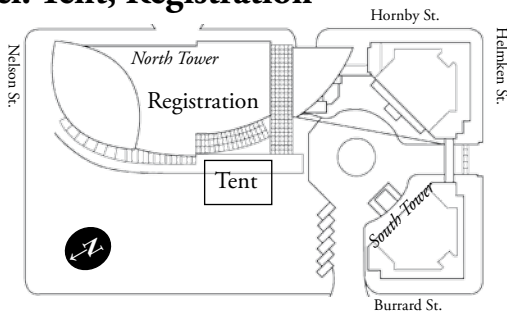 Tent, Registration
Hornby St.
Nelson St.
North Tower
Helmken St.
Registration
Tent
South Tower
N
Burrard St.